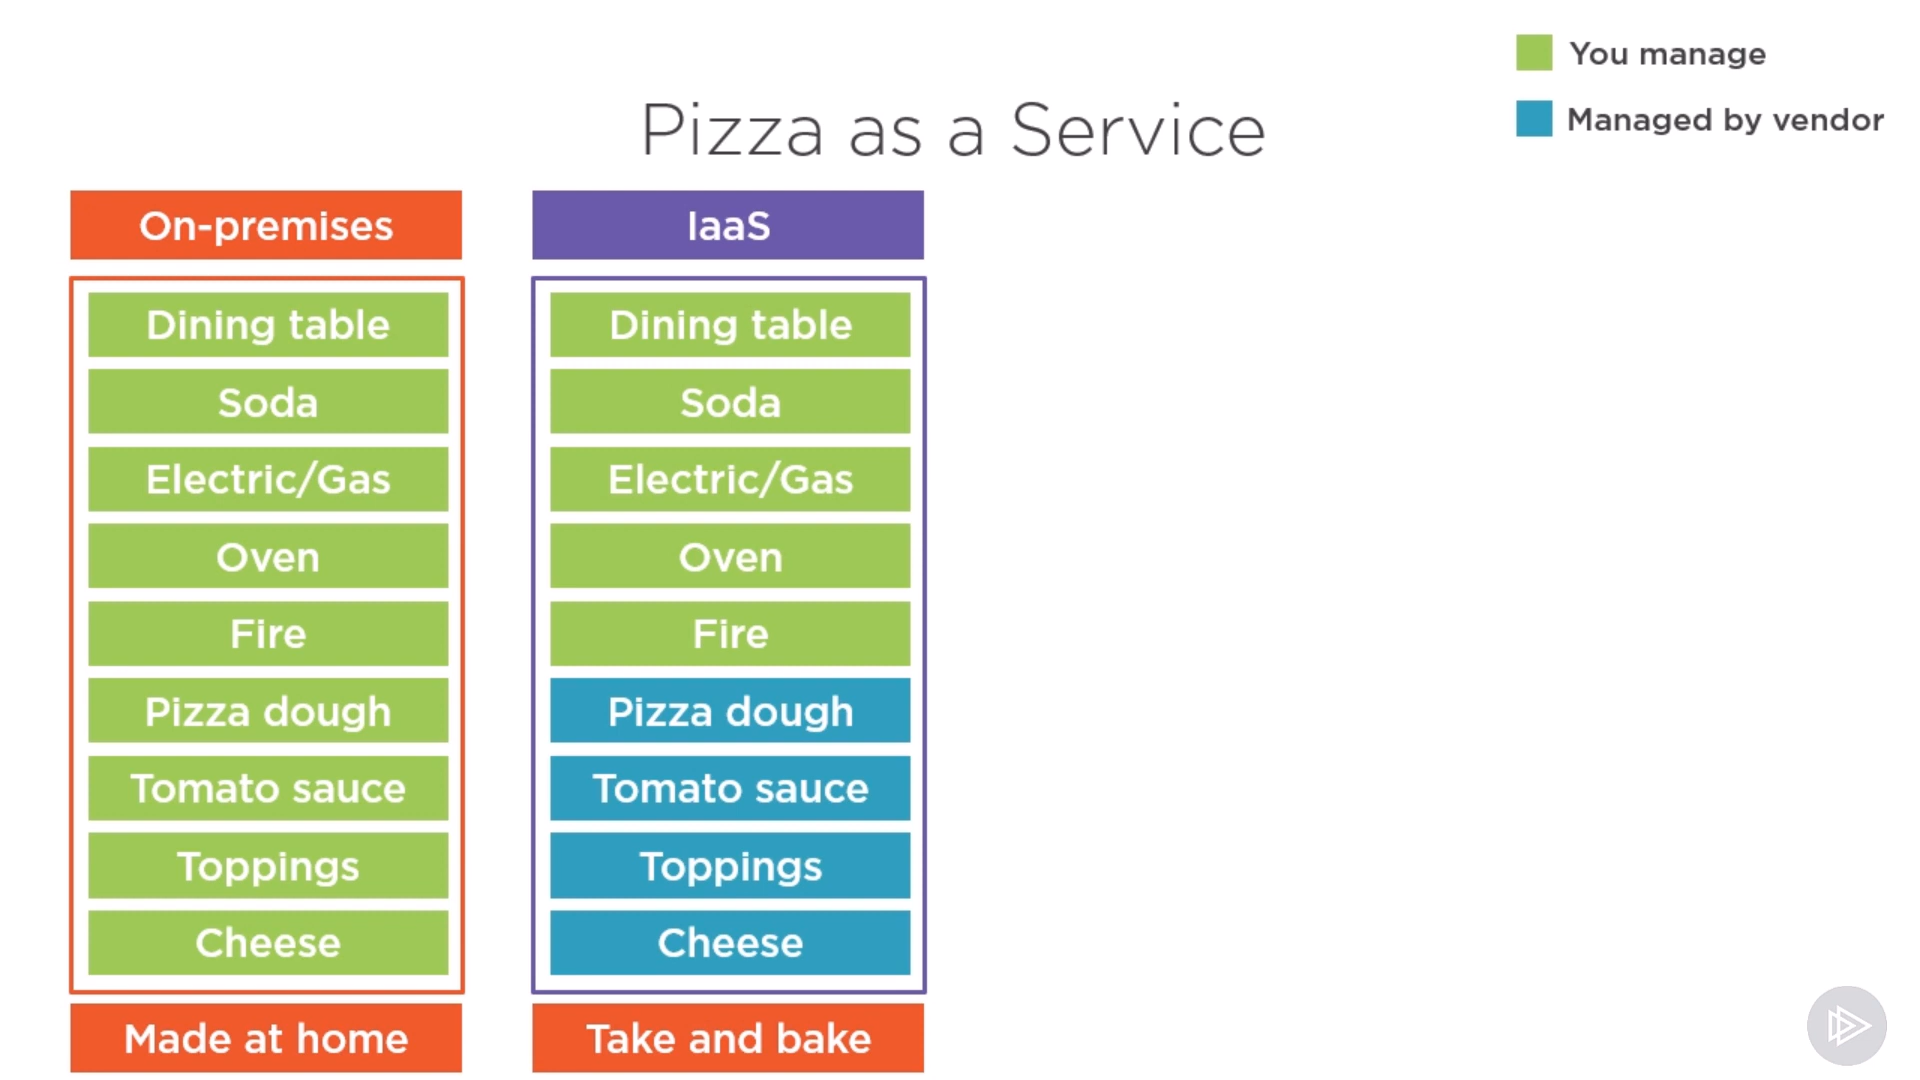 You manage
Managed by vendor
Pizza as a Service
On-premises
Dining table
Soda
Electric/Gas
Oven
Fire
Pizza dough
Tomato sauce
Toppings
Cheese
Made at home
IaaS
Dining table
Soda
Electric/Gas
Oven
Fire
Pizza dough
Tomato sauce
Toppings
Cheese
Take and bake